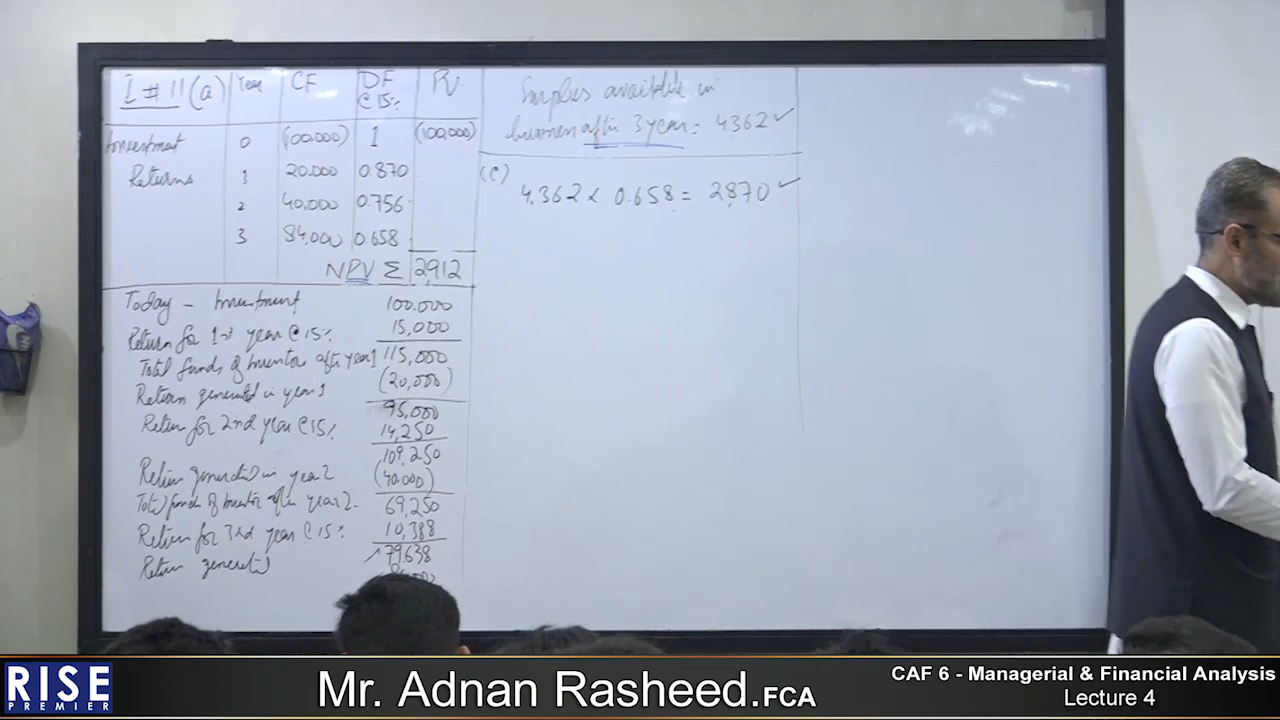 I # 11 (a) Year CF DF @ 15% PV
Investment 0 (100,000) 1 (100,000)
Returns 1 20.000 0.870
2 40,000 0.756
3 84,000 0.658
NPV Σ 2912
Today - Investment 100.000
Return for 1st year @ 15% 15,000
Total funds of Investor after year 1 115,000
Return generated in year 1 (20,000)
95,000
Return for 2nd year @ 15% 14,250
109,250
Return generated in year 2 (40.000)
Total funds of Investor after year 2. 69,250
Return for 3rd year @ 15% 10,388
79,638
Return generated
Surplus available in
business after 3 year = 4362 ✓
(c)
4.362 x 0.658 = 2870 ✓
RISE
PREMIER
Mr. Adnan Rasheed.FCA
CAF 6 - Managerial & Financial Analysis
Lecture 4